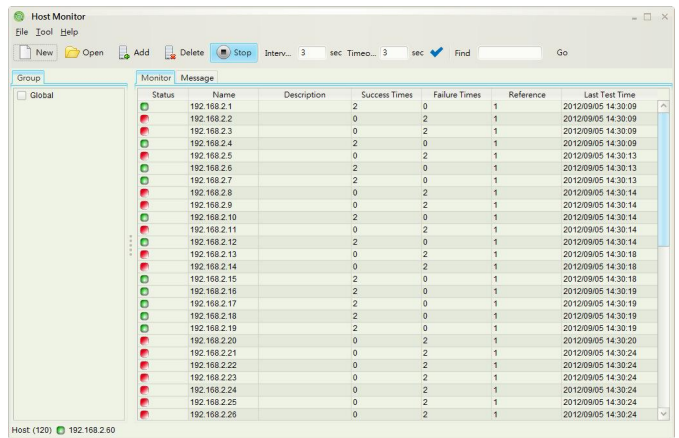 Host Monitor
File Tool Help
New Open Add Delete Stop Interv... 3 sec Timeo... 3 sec Find Go
Group Monitor Message
Global
Status Name Description Success Times Failure Times Reference Last Test Time
192.168.2.1 2 0 1 2012/09/05 14:30:09
192.168.2.2 0 2 1 2012/09/05 14:30:09
192.168.2.3 0 2 1 2012/09/05 14:30:09
192.168.2.4 2 0 1 2012/09/05 14:30:09
192.168.2.5 0 2 1 2012/09/05 14:30:13
192.168.2.6 2 0 1 2012/09/05 14:30:13
192.168.2.7 2 0 1 2012/09/05 14:30:13
192.168.2.8 0 2 1 2012/09/05 14:30:14
192.168.2.9 0 2 1 2012/09/05 14:30:14
192.168.2.10 2 0 1 2012/09/05 14:30:14
192.168.2.11 0 2 1 2012/09/05 14:30:14
192.168.2.12 2 0 1 2012/09/05 14:30:14
192.168.2.13 0 2 1 2012/09/05 14:30:18
192.168.2.14 0 2 1 2012/09/05 14:30:18
192.168.2.15 2 0 1 2012/09/05 14:30:18
192.168.2.16 2 0 1 2012/09/05 14:30:19
192.168.2.17 2 0 1 2012/09/05 14:30:19
192.168.2.18 2 0 1 2012/09/05 14:30:19
192.168.2.19 2 0 1 2012/09/05 14:30:19
192.168.2.20 0 2 1 2012/09/05 14:30:20
192.168.2.21 0 2 1 2012/09/05 14:30:24
192.168.2.22 0 2 1 2012/09/05 14:30:24
192.168.2.23 0 2 1 2012/09/05 14:30:24
192.168.2.24 0 2 1 2012/09/05 14:30:24
192.168.2.25 0 2 1 2012/09/05 14:30:24
192.168.2.26 0 2 1 2012/09/05 14:30:24
Host: (120) 192.168.2.60